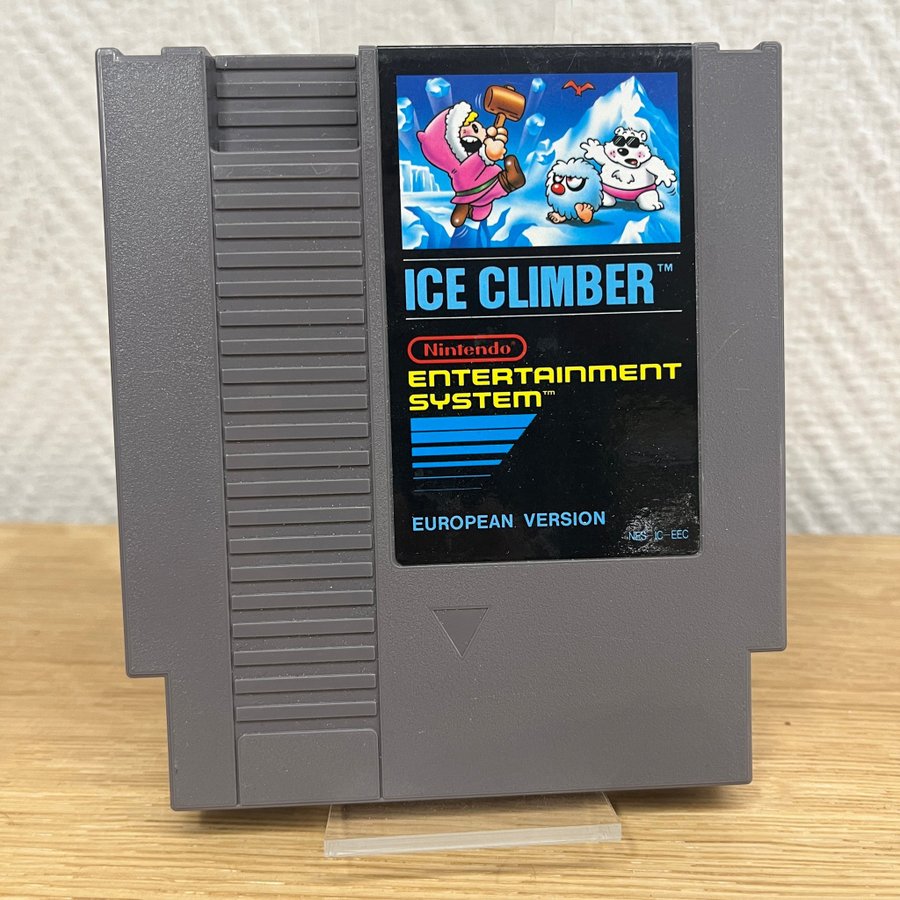 ICE CLIMBER™
Nintendo®
ENTERTAINMENT
SYSTEM™
EUROPEAN VERSION
NES-IC-EEC